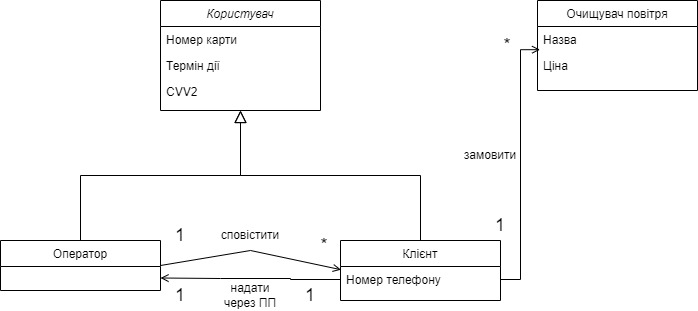 Користувач
Номер карти
Термін дії
CVV2
Очищувач повітря
Назва
Ціна
*
замовити
1
Оператор
1
сповістити
*
Клієнт
Номер телефону
1
надати
через ПП
1